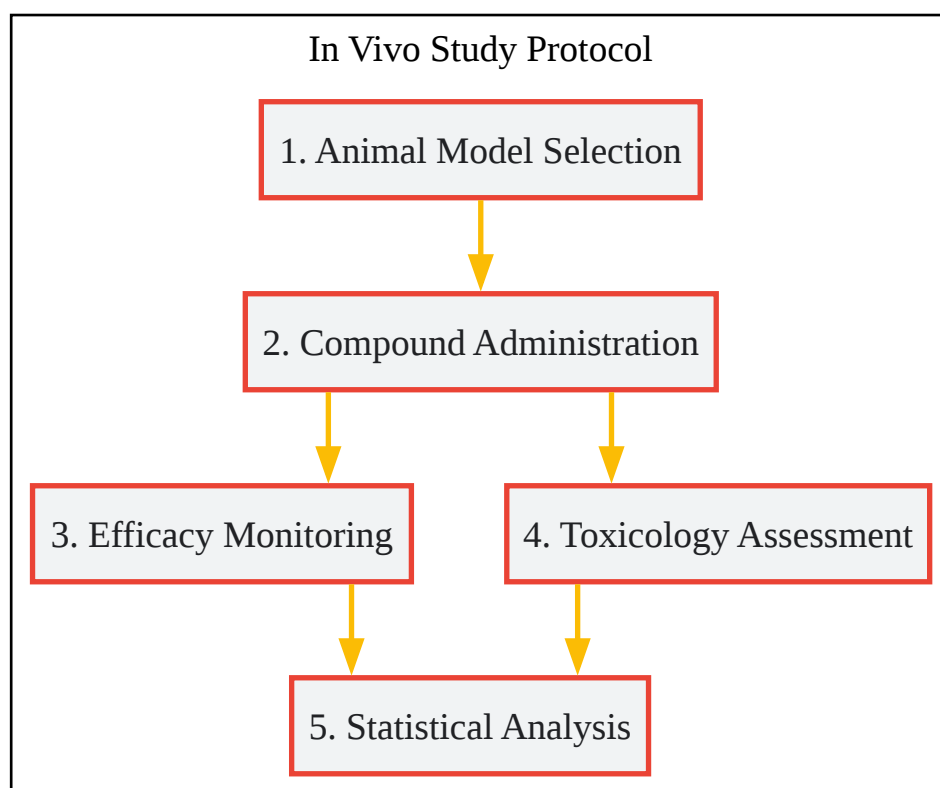 In Vivo Study Protocol
1. Animal Model Selection
2. Compound Administration
3. Efficacy Monitoring
4. Toxicology Assessment
5. Statistical Analysis